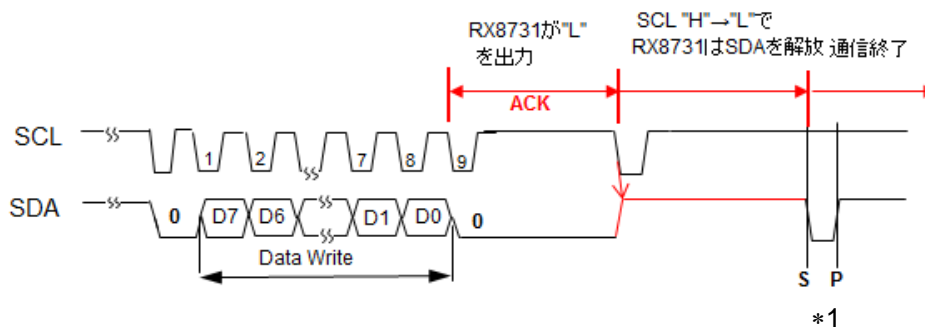 RX8731が"L"
を出力
SCL "H"→"L"で
RX8731はSDAを解放 通信終了
ACK
SCL
1 2 7 8 9
SDA
0 D7 D6 D1 D0 0
Data Write
S P
*1